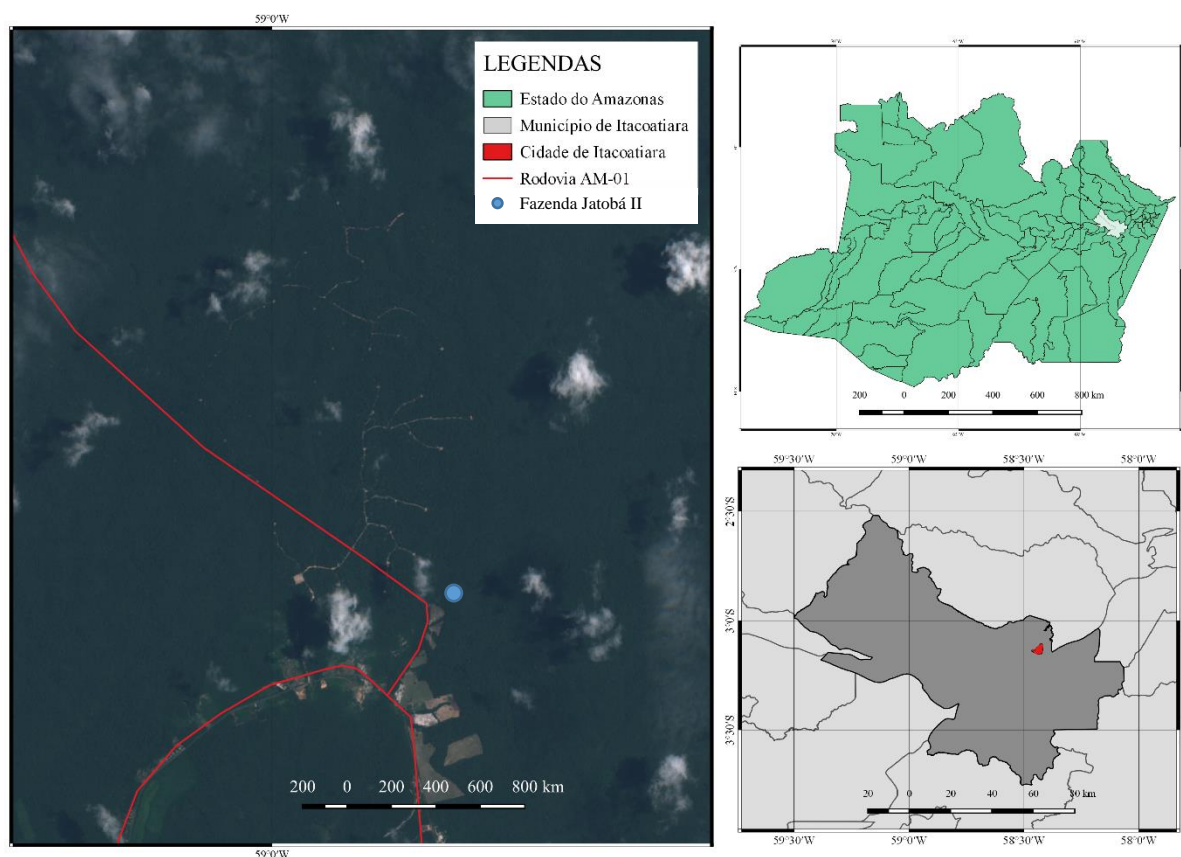 59°0'W
LEGENDAS
Estado do Amazonas
Município de Itacoatiara
Cidade de Itacoatiara
Rodovia AM-01
Fazenda Jatobá II
200 0 200 400 600 800 km
59°0'W
200 0 200 400 600 800 km
59°30'W 59°0'W 58°30'W 58°0'W
2°30'S
3°0'S
3°30'S
20 0 20 40 60 80 km
59°30'W 59°0'W 58°30'W 58°0'W